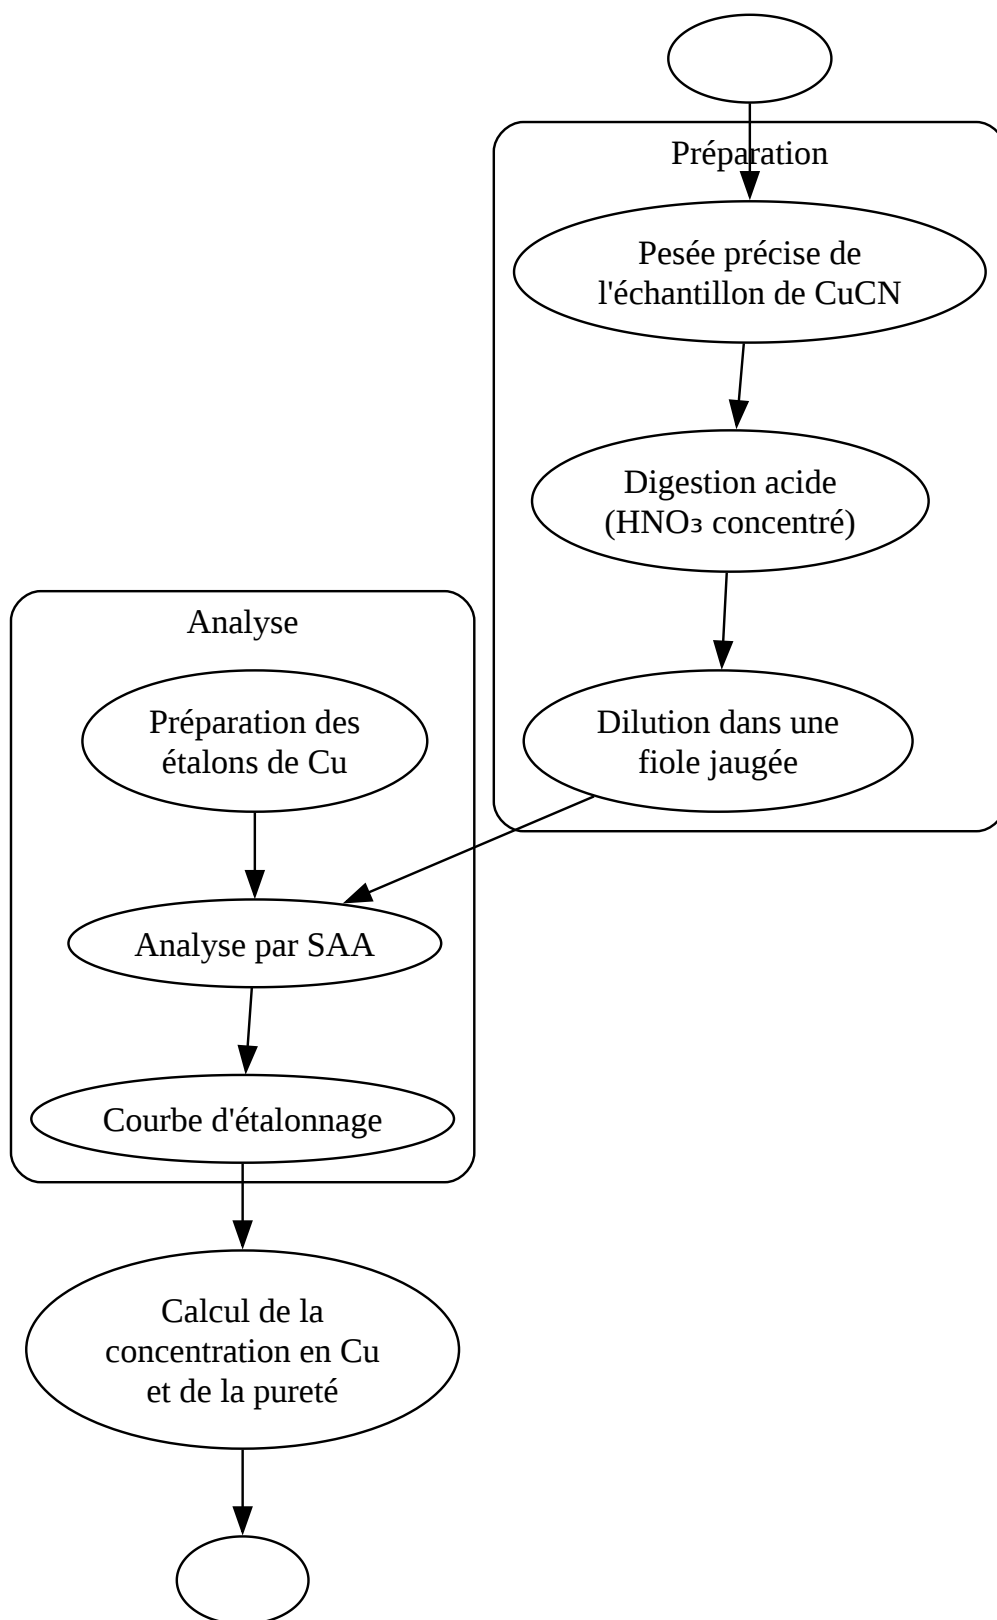 Préparation
Pesée précise de
l'échantillon de CuCN
Digestion acide
(HNO₃ concentré)
Dilution dans une
fiole jaugée
Analyse
Préparation des
étalons de Cu
Analyse par SAA
Courbe d'étalonnage
Calcul de la
concentration en Cu
et de la pureté